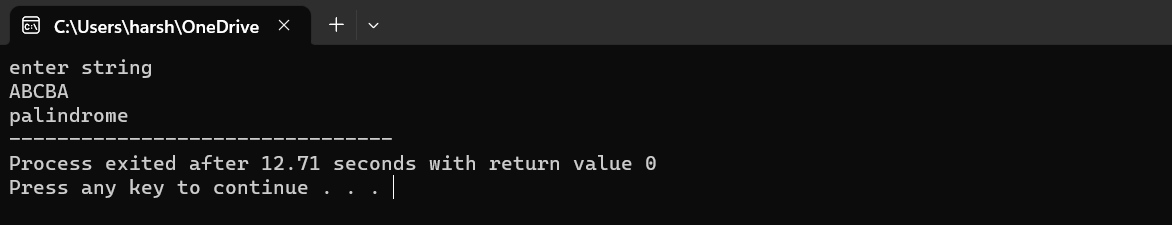 C:\Users\harsh\OneDrive
enter string
ABCBA
palindrome
--------------------------------
Process exited after 12.71 seconds with return value 0
Press any key to continue . . .